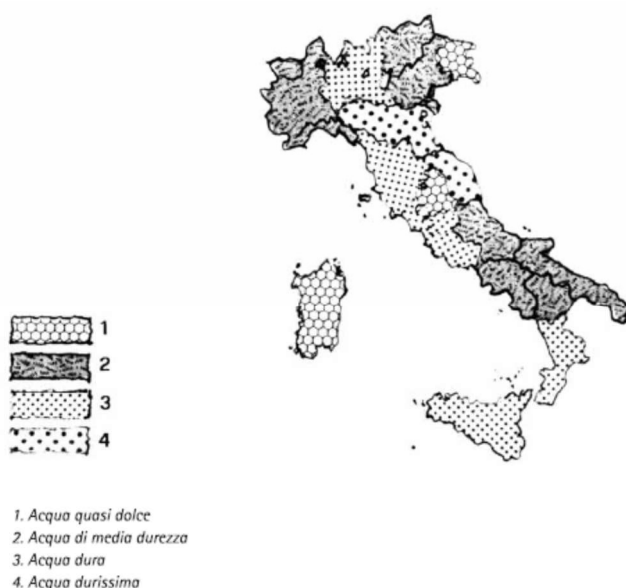 1
2
3
4
1. Acqua quasi dolce
2. Acqua di media durezza
3. Acqua dura
4. Acqua durissima